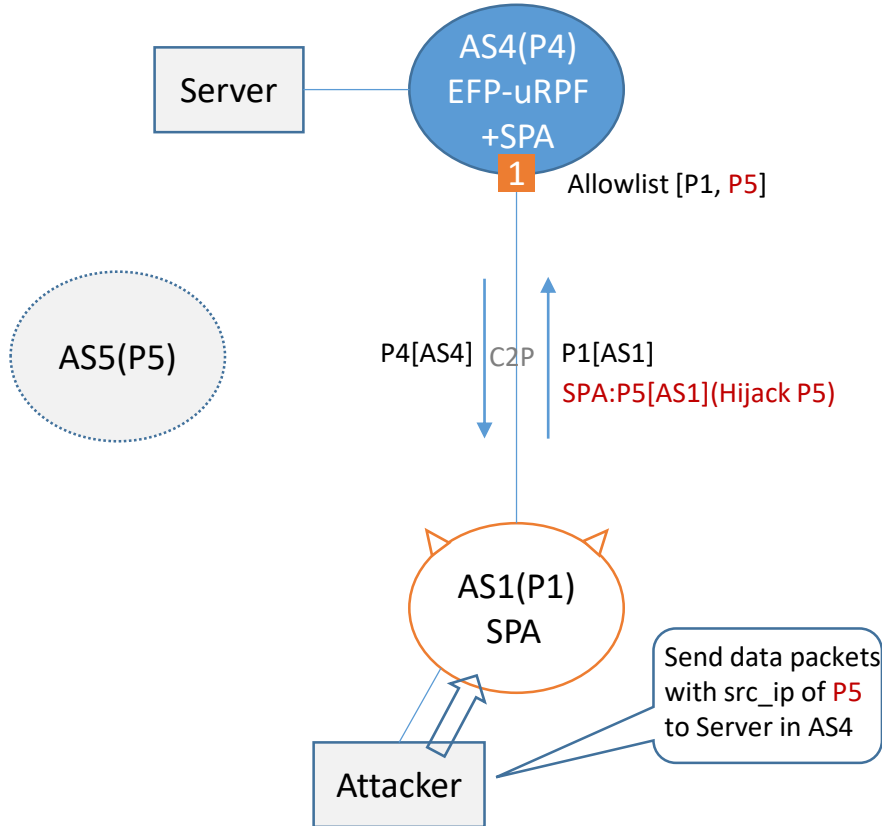 AS4(P4)
EFP-uRPF
+SPA
Server
1
Allowlist [P1, P5]
AS5(P5)
P4[AS4]
C2P
P1[AS1]
SPA:P5[AS1](Hijack P5)
AS1(P1)
SPA
Send data packets
with src_ip of P5
to Server in AS4
Attacker